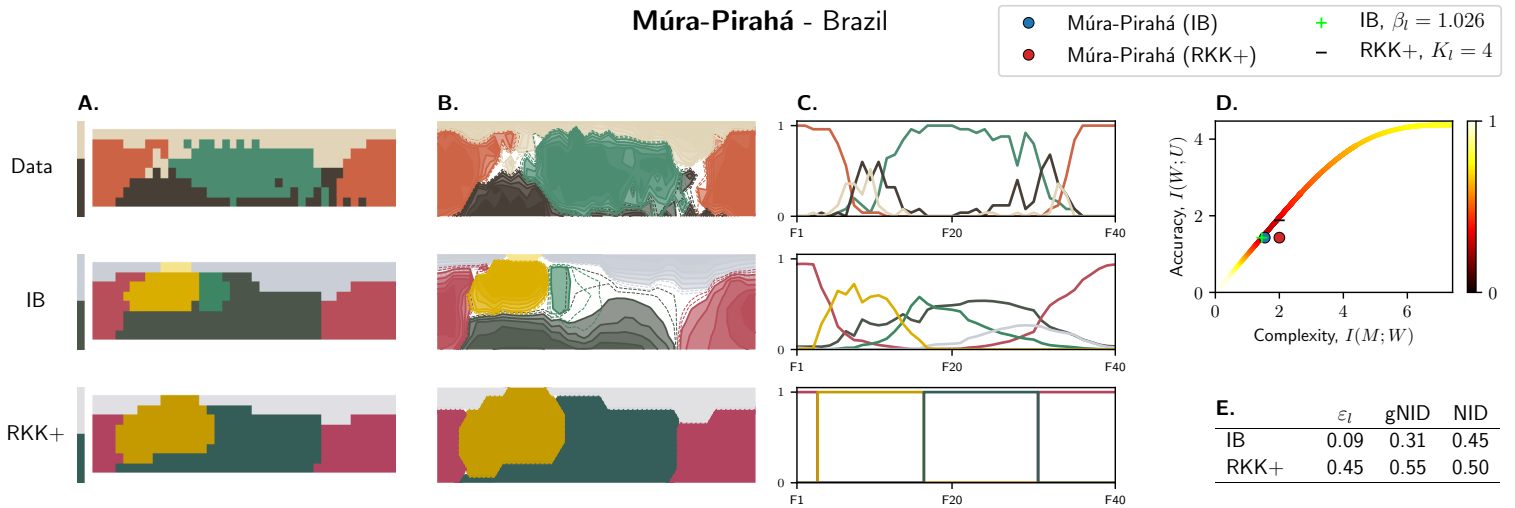 Múra-Pirahá - Brazil
Múra-Pirahá (IB)
Múra-Pirahá (RKK+)
+ IB, βₗ = 1.026
− RKK+, Kₗ = 4
A.
B.
C.
D.
Data
IB
RKK+
1
0
F1
F20
F40
1
0
F1
F20
F40
1
0
F1
F20
F40
Accuracy, I(W; U)
4
2
0
0
2
4
6
Complexity, I(M; W)
1
0
E.
εₗ gNID NID
IB 0.09 0.31 0.45
RKK+ 0.45 0.55 0.50